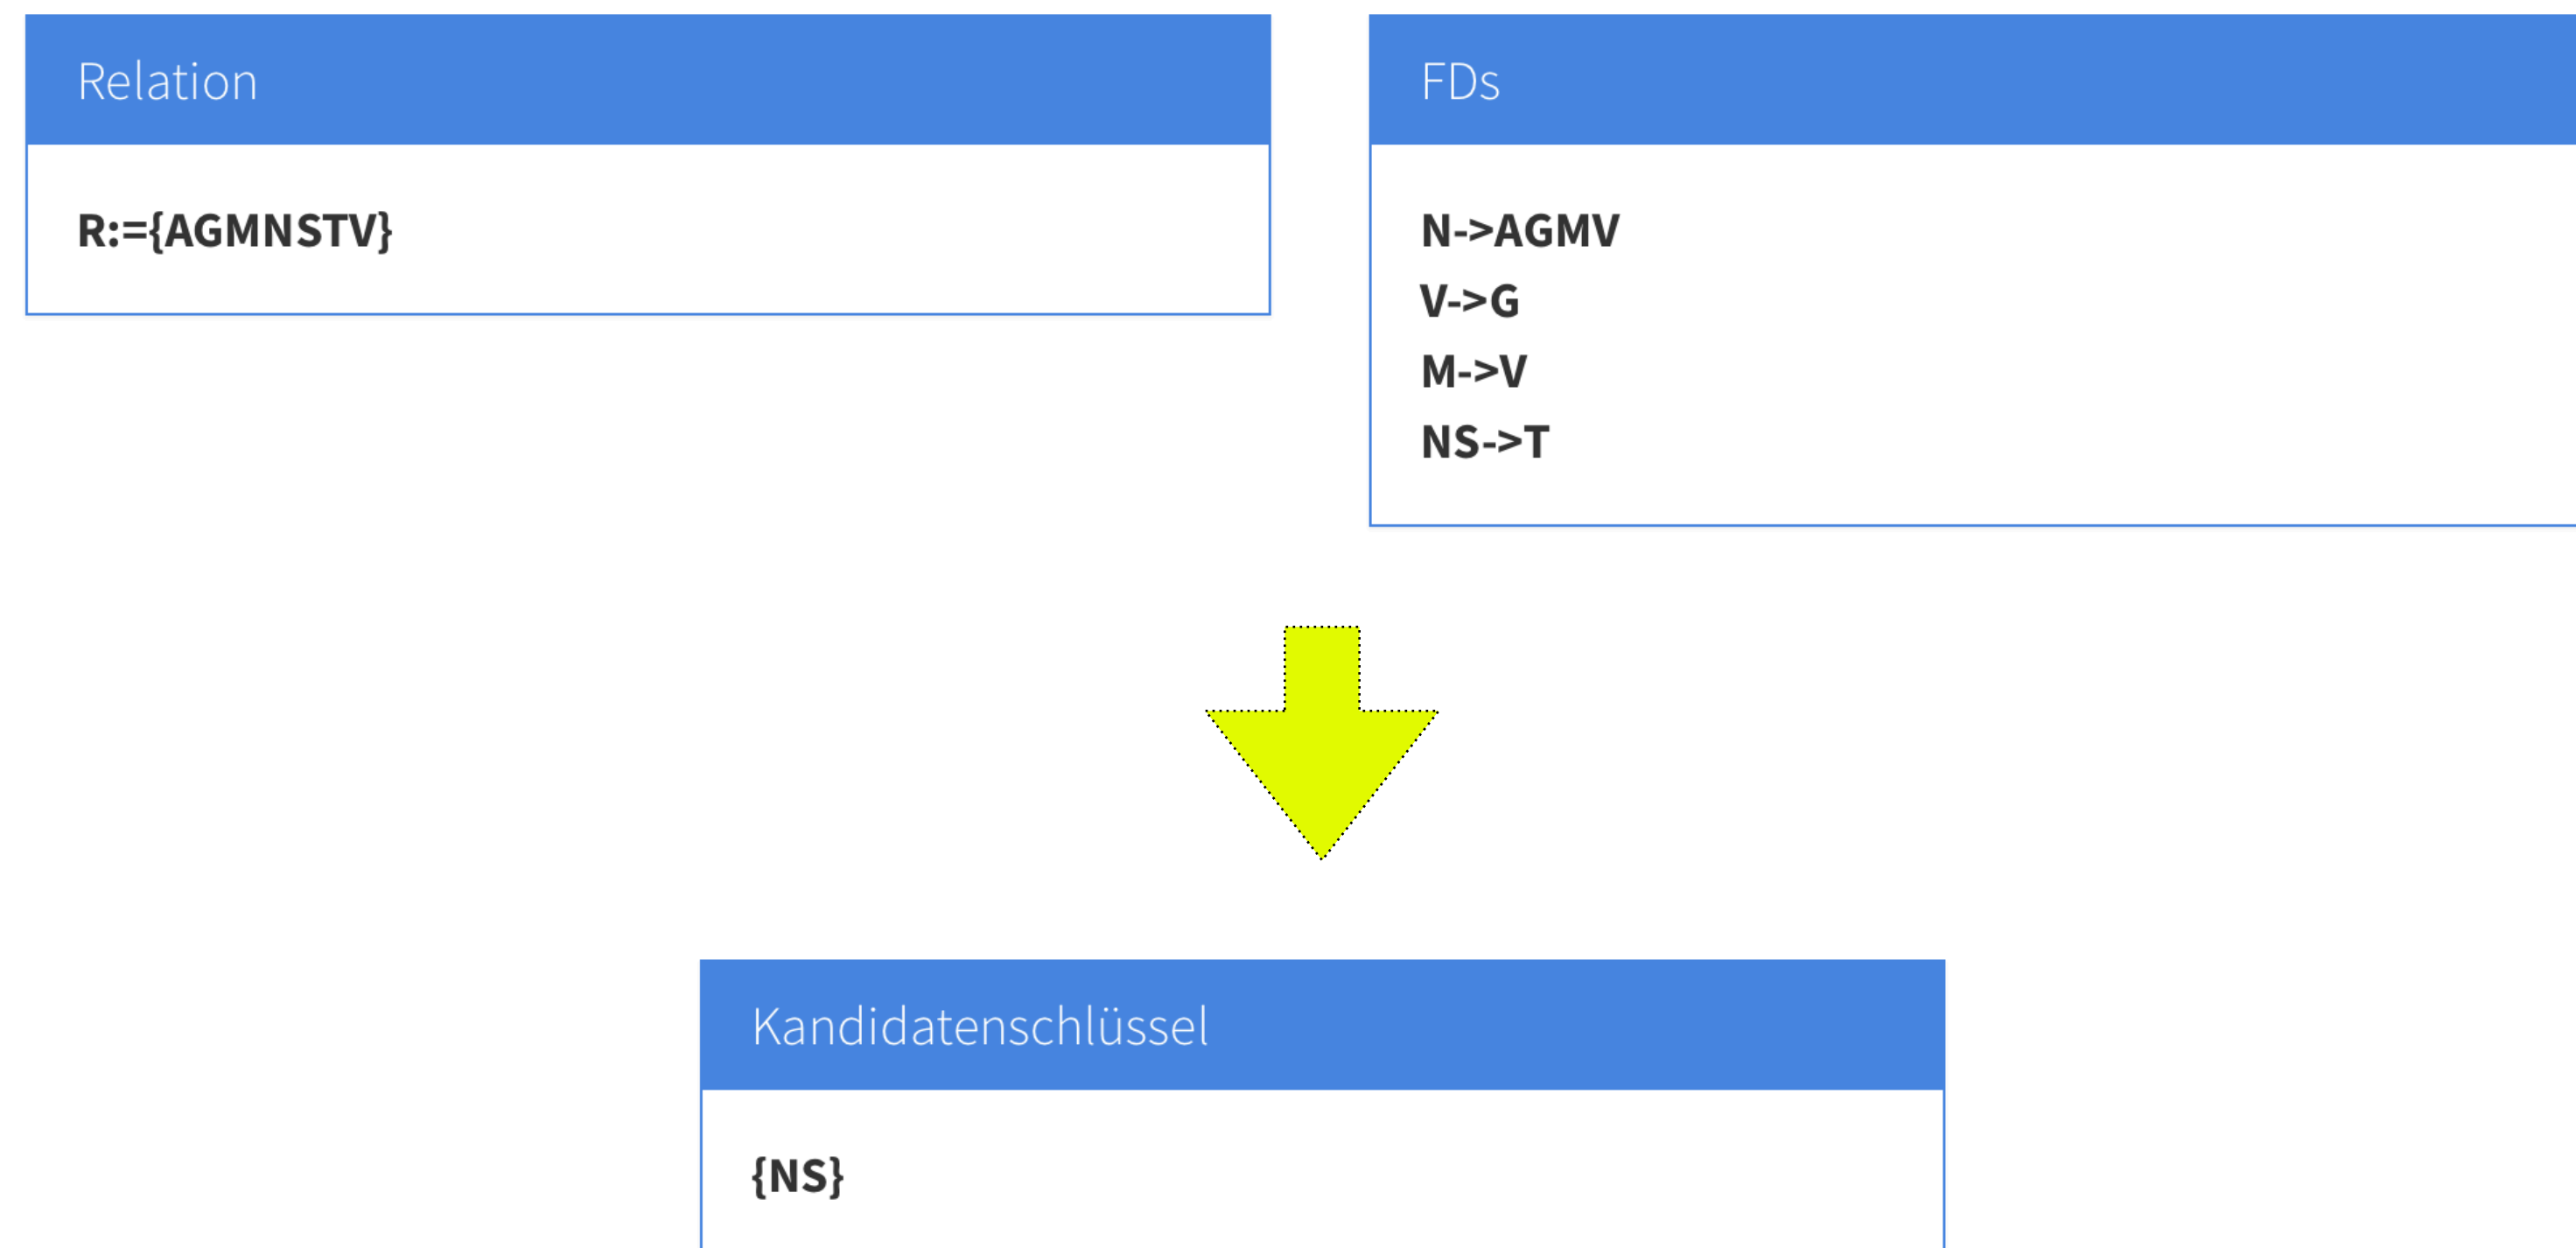 Relation
R:={AGMNSTV}
FDs
N->AGMV
V->G
M->V
NS->T
Kandidatenschlüssel
{NS}